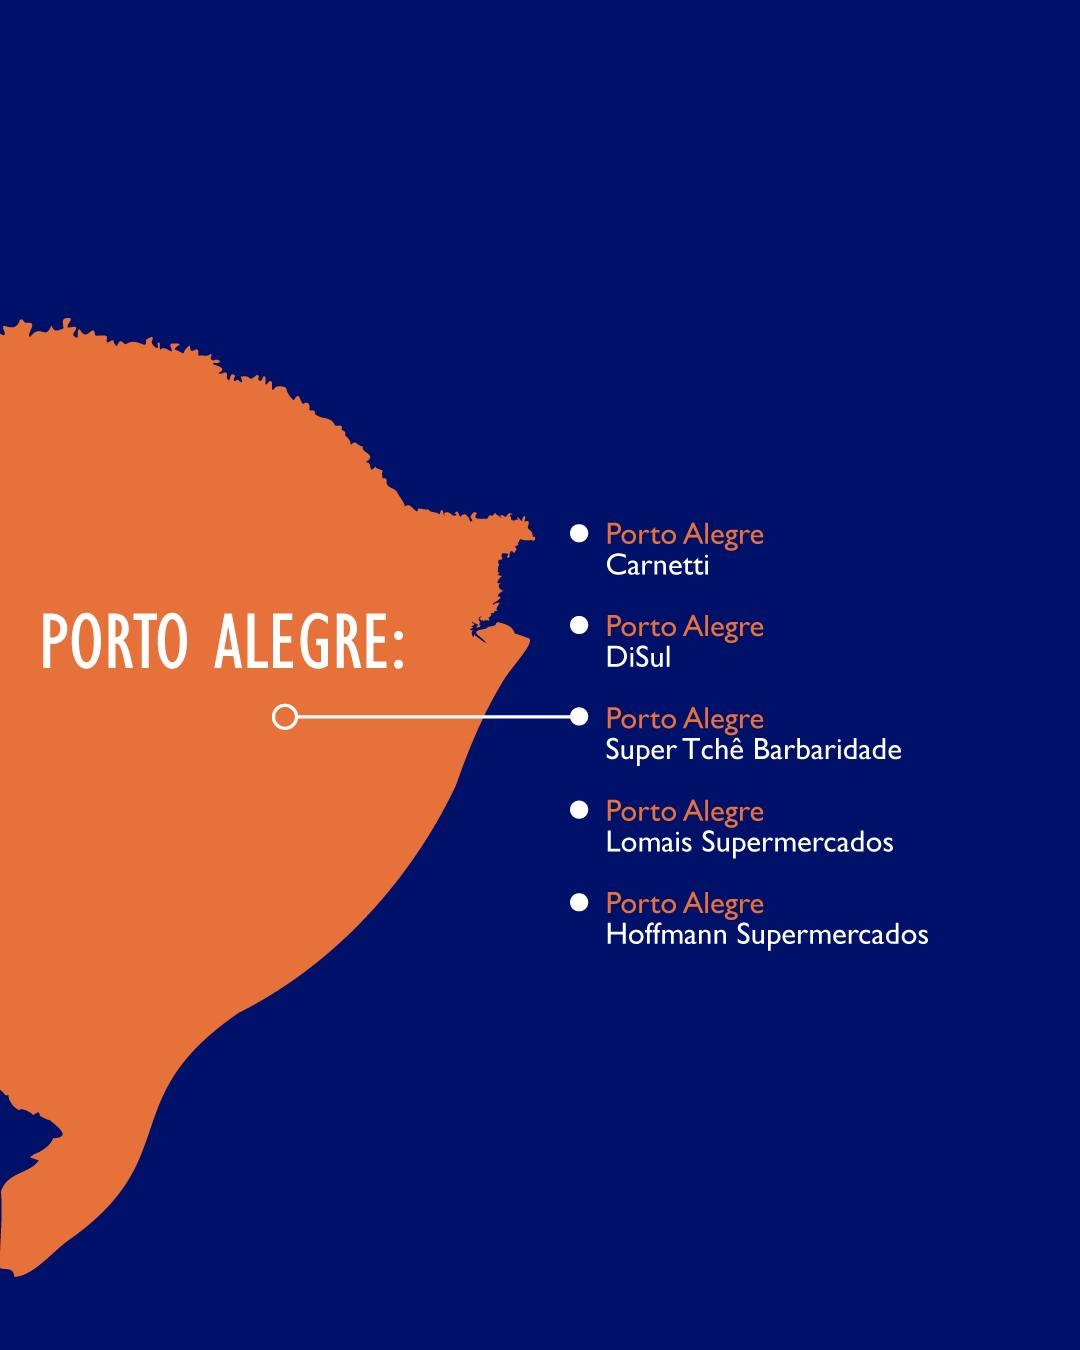 PORTO ALEGRE:
Porto Alegre
Carnetti
Porto Alegre
DiSul
Porto Alegre
Super Tchê Barbaridade
Porto Alegre
Lomais Supermercados
Porto Alegre
Hoffmann Supermercados